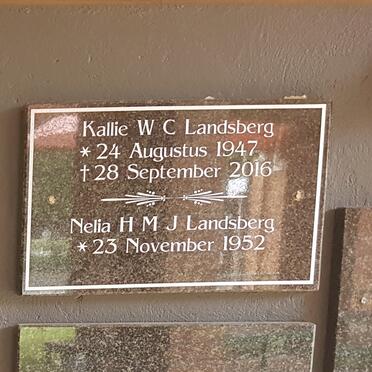 Kallie W C Landsberg
* 24 Augustus 1947
† 28 September 2016
Nelia H M J Landsberg
* 23 November 1952